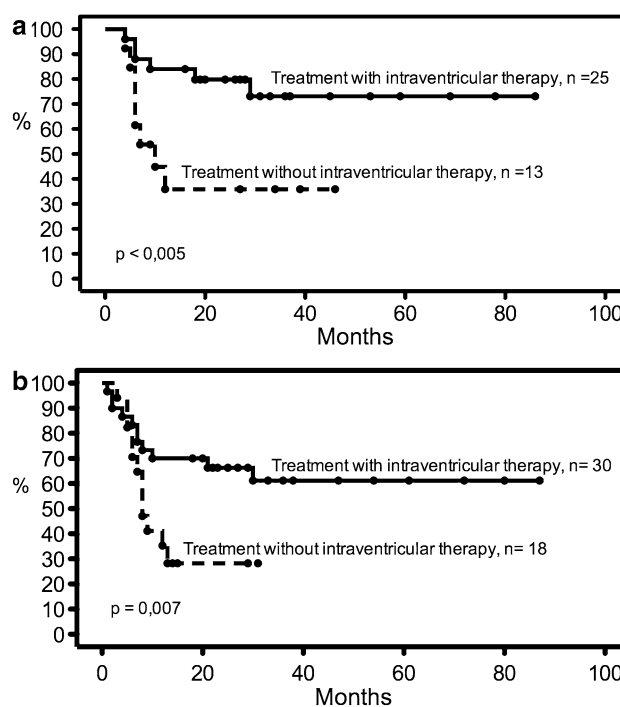 a
100
90
80
70
60
50
40
30
20
10
0
%
Treatment with intraventricular therapy, n =25
Treatment without intraventricular therapy, n =13
p < 0,005
0 20 40 60 80 100
Months
b
100
90
80
70
60
50
40
30
20
10
0
%
Treatment with intraventricular therapy, n= 30
Treatment without intraventricular therapy, n= 18
p = 0,007
0 20 40 60 80 100
Months